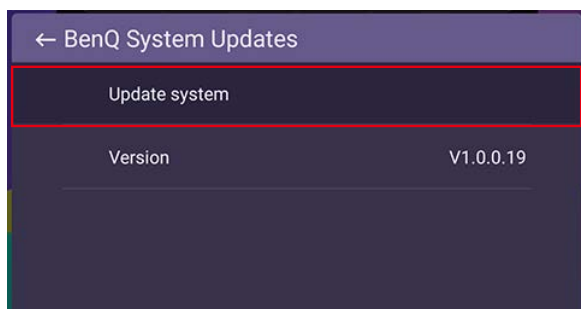 ← BenQ System Updates
Update system
Version V1.0.0.19